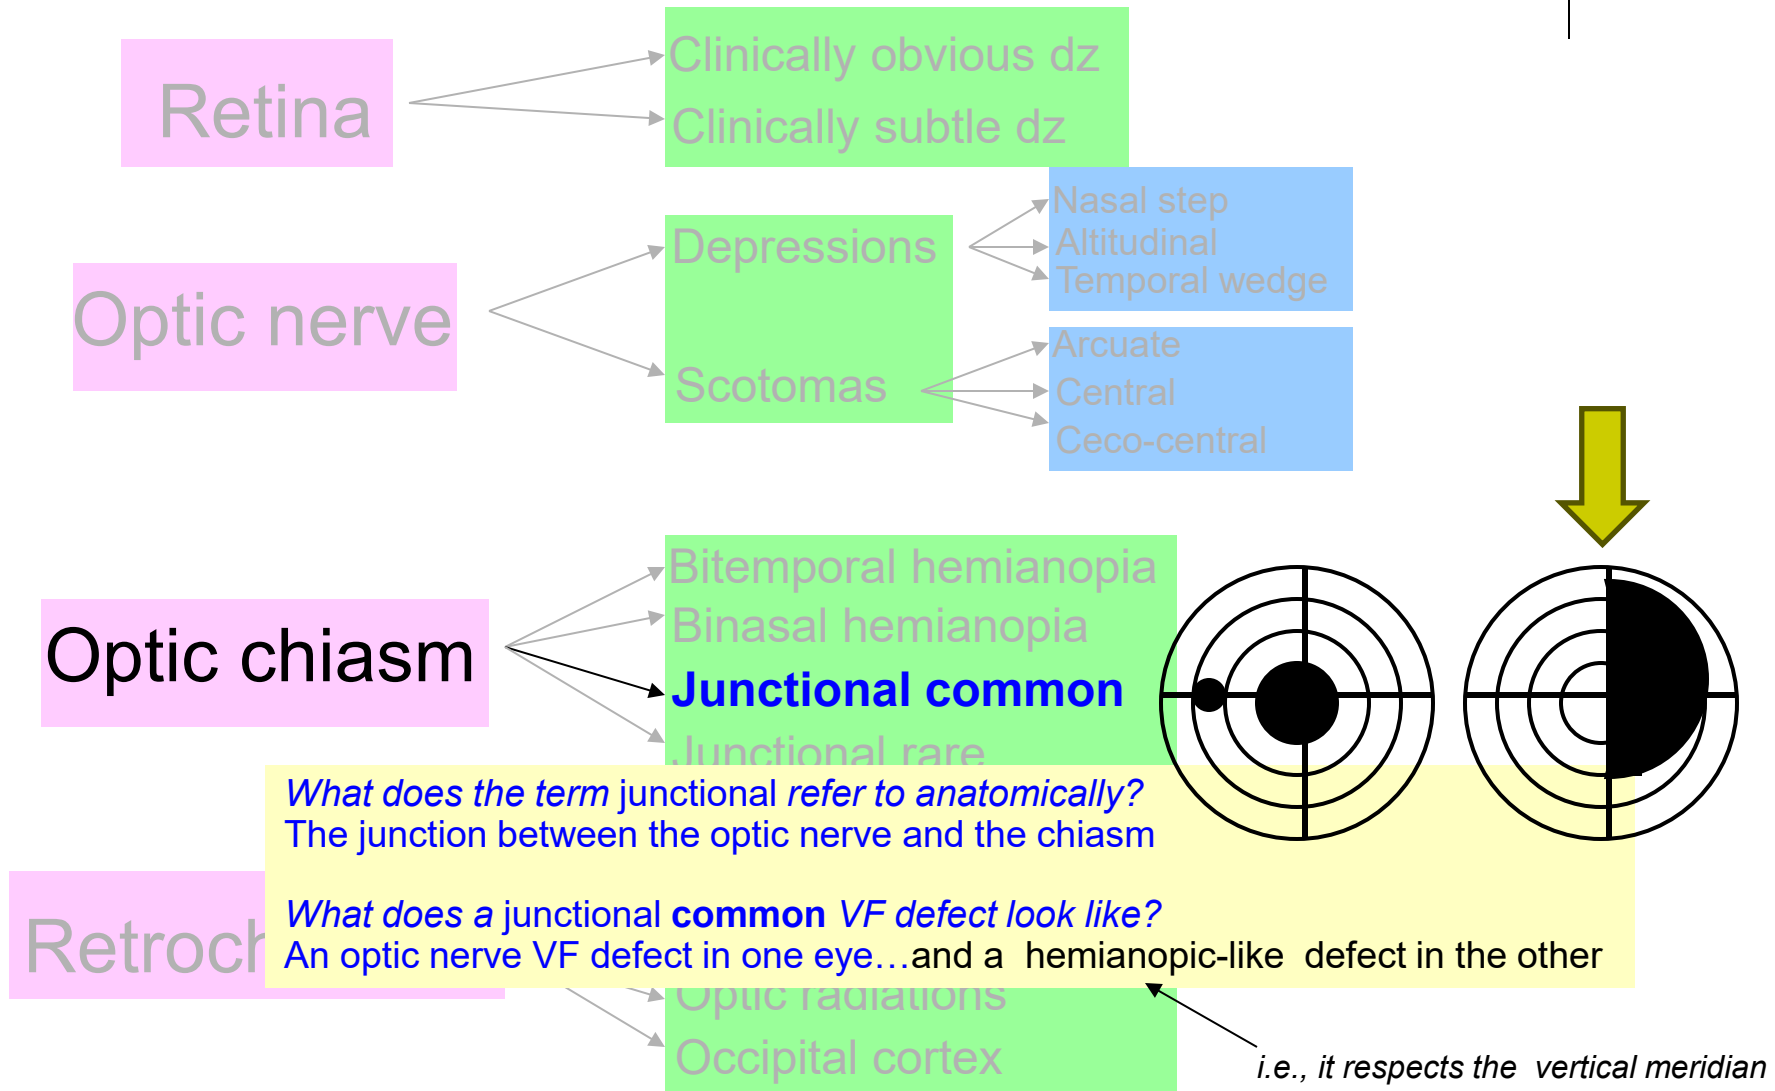 Retina
Clinically obvious dz
Clinically subtle dz
Optic nerve
Depressions
Nasal step
Altitudinal
Temporal wedge
Scotomas
Arcuate
Central
Ceco-central
Optic chiasm
Bitemporal hemianopia
Binasal hemianopia
Junctional common
Junctional rare
What does the term junctional refer to anatomically?
The junction between the optic nerve and the chiasm
What does a junctional common VF defect look like?
An optic nerve VF defect in one eye…and a hemianopic-like defect in the other
Optic radiations
Occipital cortex
i.e., it respects the vertical meridian